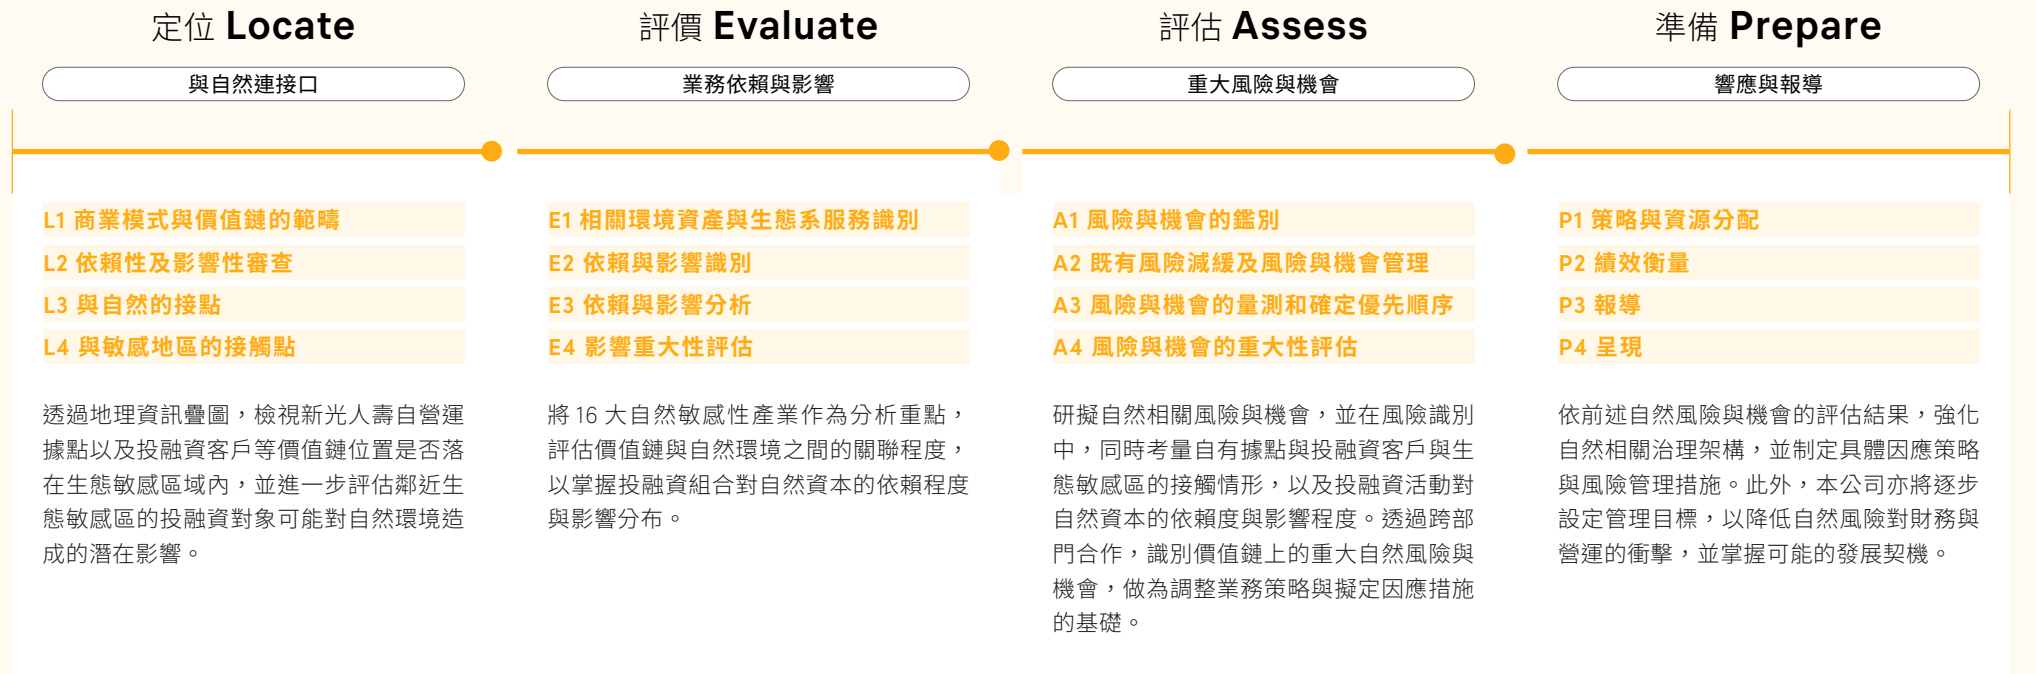 定位 Locate
與自然連接口
L1 商業模式與價值鏈的範疇
L2 依賴性及影響性審查
L3 與自然的接點
L4 與敏感地區的接觸點
透過地理資訊疊圖，檢視新光人壽自營運
據點以及投融資客戶等價值鏈位置是否落
在生態敏感區域內，並進一步評估鄰近生
態敏感區的投融資對象可能對自然環境造
成的潛在影響。
評價 Evaluate
業務依賴與影響
E1 相關環境資產與生態系服務識別
E2 依賴與影響識別
E3 依賴與影響分析
E4 影響重大性評估
將 16 大自然敏感性產業作為分析重點，
評估價值鏈與自然環境之間的關聯程度，
以掌握投融資組合對自然資本的依賴程度
與影響分布。
評估 Assess
重大風險與機會
A1 風險與機會的鑑別
A2 既有風險減緩及風險與機會管理
A3 風險與機會的量測和確定優先順序
A4 風險與機會的重大性評估
研擬自然相關風險與機會，並在風險識別
中，同時考量自有據點與投融資客戶與生
態敏感區的接觸情形，以及投融資活動對
自然資本的依賴度與影響程度。透過跨部
門合作，識別價值鏈上的重大自然風險與
機會，做為調整業務策略與擬定因應措施
的基礎。
準備 Prepare
響應與報導
P1 策略與資源分配
P2 績效衡量
P3 報導
P4 呈現
依前述自然風險與機會的評估結果，強化
自然相關治理架構，並制定具體因應策略
與風險管理措施。此外，本公司亦將逐步
設定管理目標，以降低自然風險對財務與
營運的衝擊，並掌握可能的發展契機。